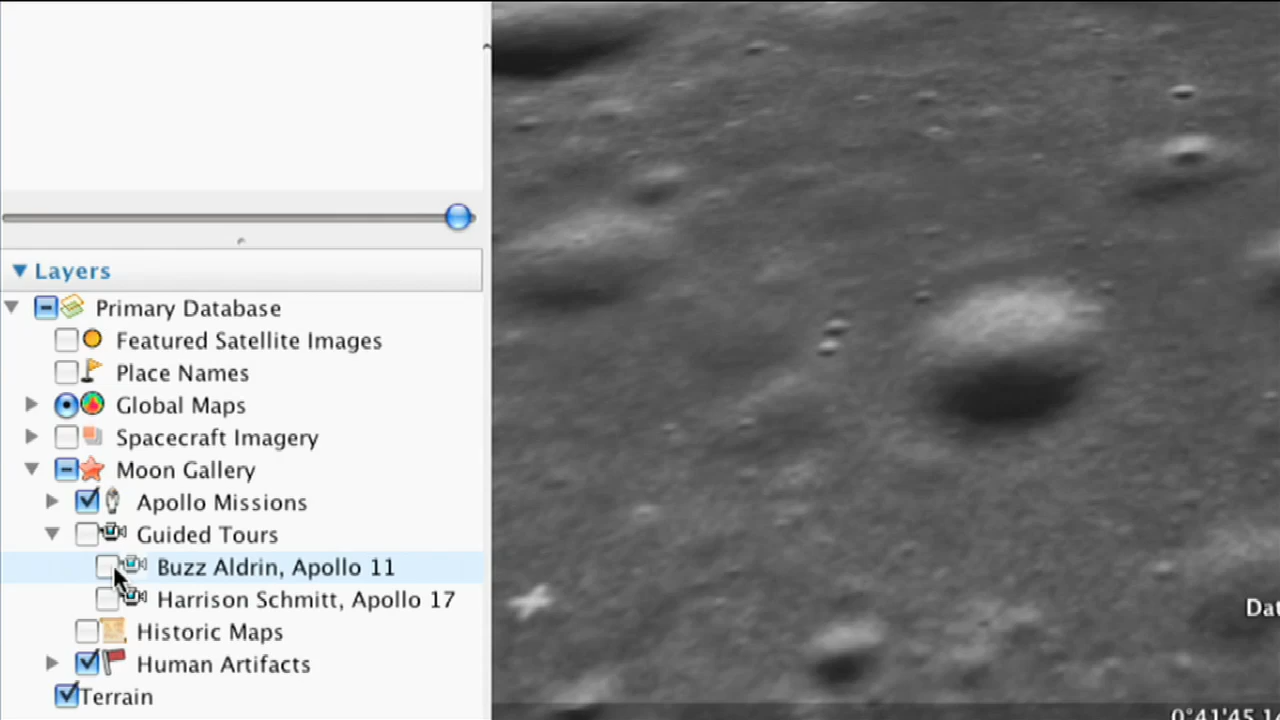 Layers
Primary Database
Featured Satellite Images
Place Names
Global Maps
Spacecraft Imagery
Moon Gallery
Apollo Missions
Guided Tours
Buzz Aldrin, Apollo 11
Harrison Schmitt, Apollo 17
Historic Maps
Human Artifacts
Terrain
Dat